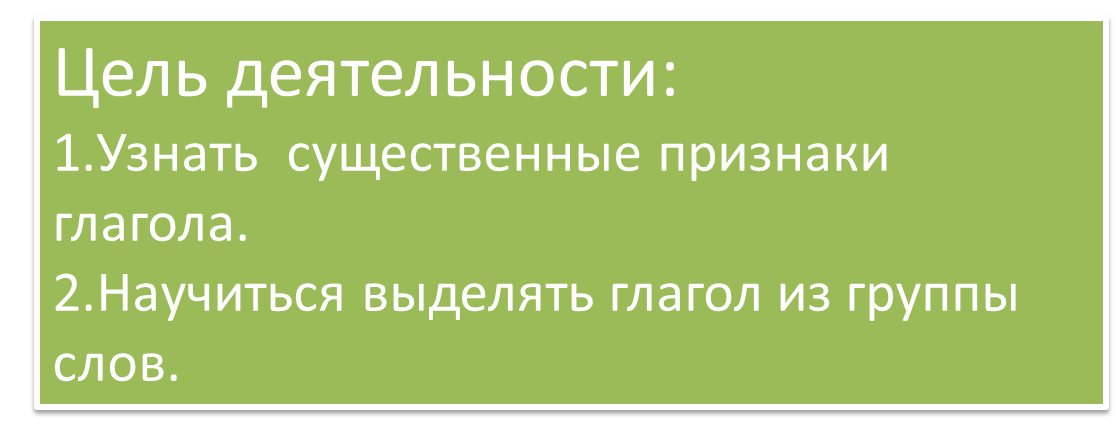 Цель деятельности:
1.Узнать  существенные признаки
глагола.
2.Научиться выделять глагол из группы
слов.